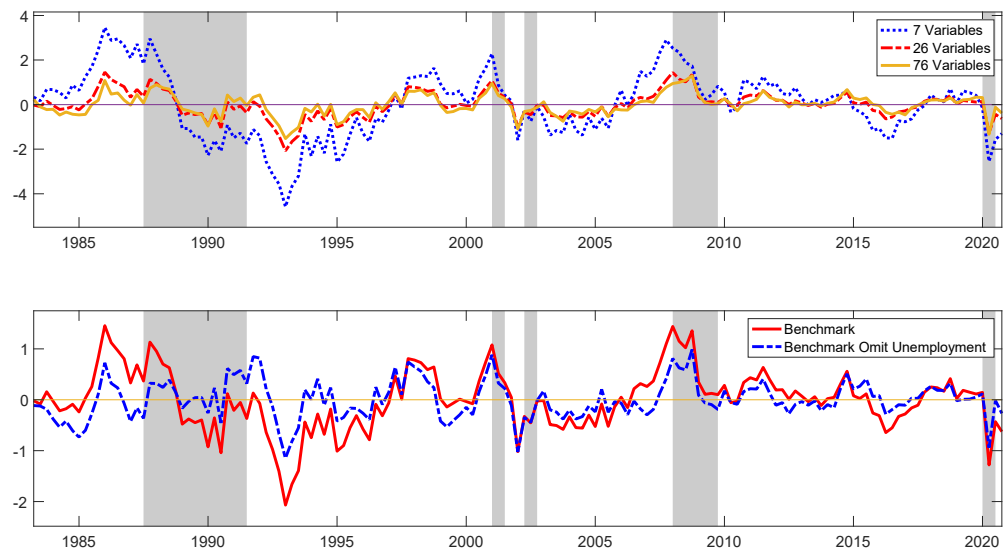 4
2
0
-2
-4
1985 1990 1995 2000 2005 2010 2015 2020
7 Variables
26 Variables
76 Variables
1
0
-1
-2
1985 1990 1995 2000 2005 2010 2015 2020
Benchmark
Benchmark Omit Unemployment